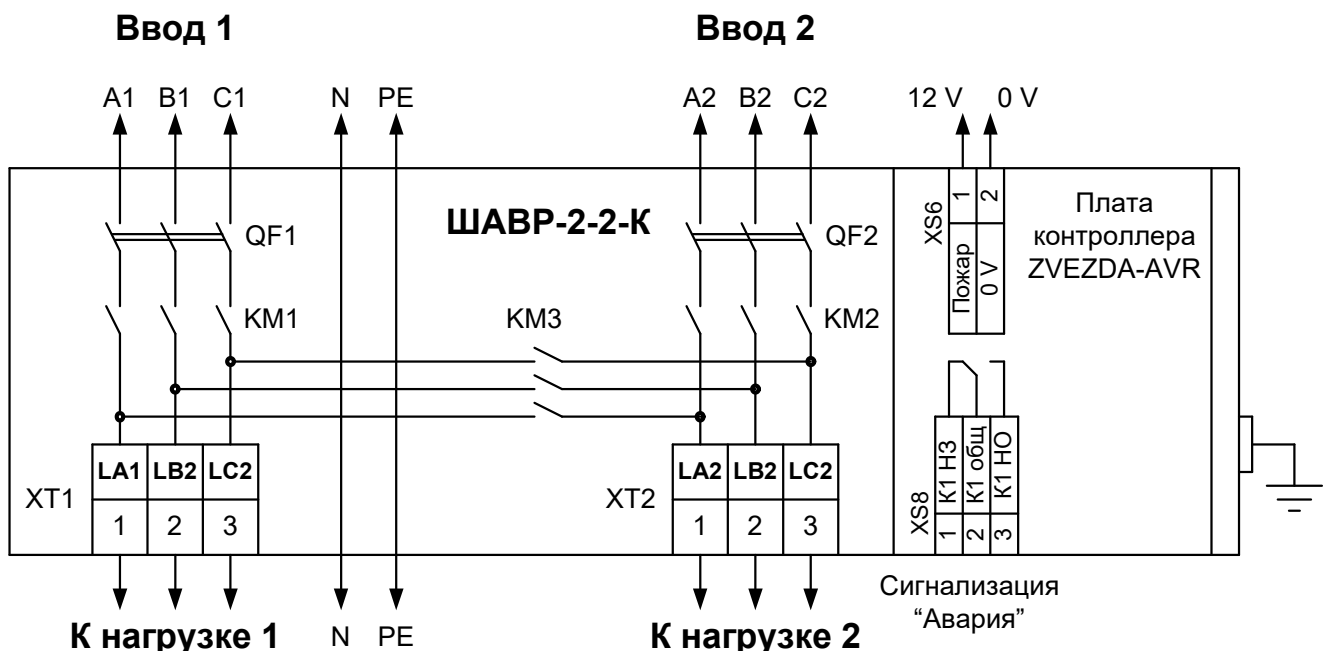 Ввод 1
Ввод 2
A1 B1 C1 N PE
A2 B2 C2
12 V 0 V
ШАВР-2-2-К
QF1
QF2
KM1
KM3
KM2
XS6
1
2
Пожар
0 V
Плата
контроллера
ZVEZDA-AVR
XT1
LA1 LB2 LC2
1 2 3
XT2
LA2 LB2 LC2
1 2 3
XS8
К1 НЗ
К1 общ
К1 НО
1
2
3
Сигнализация
“Авария”
К нагрузке 1
N PE
К нагрузке 2